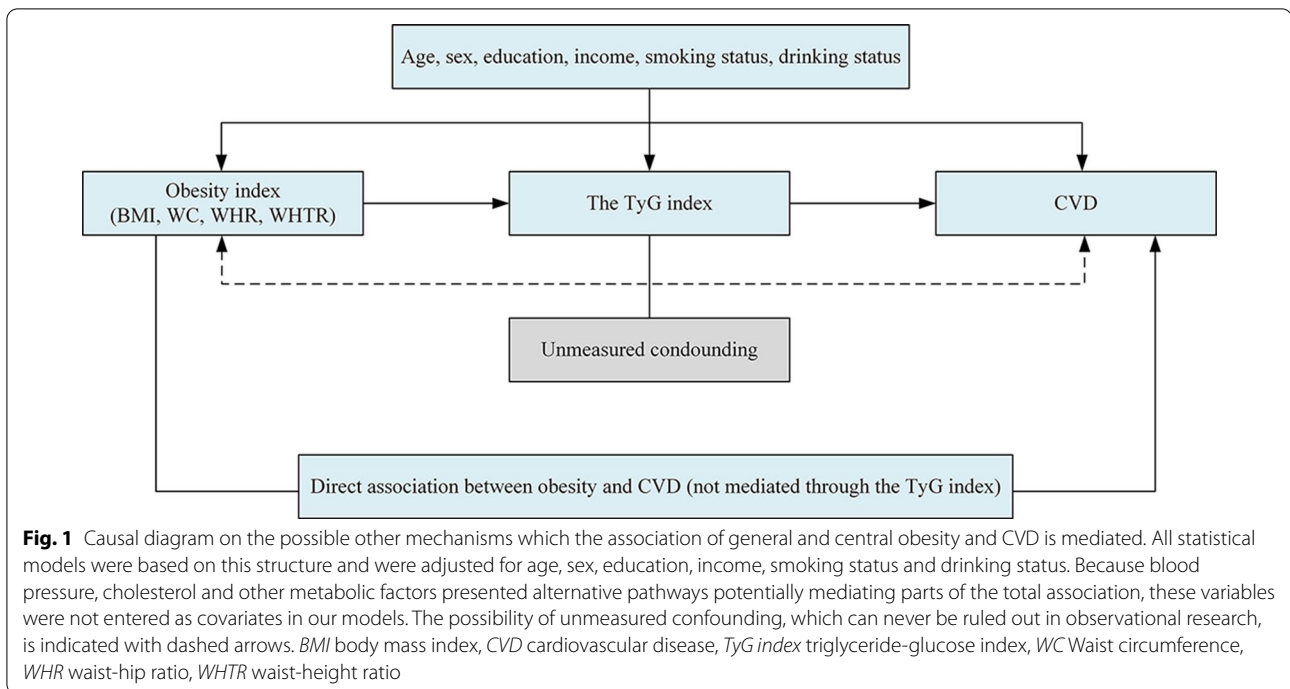 Age, sex, education, income, smoking status, drinking status
Obesity index
(BMI, WC, WHR, WHTR)
The TyG index
CVD
Unmeasured condounding
Direct association between obesity and CVD (not mediated through the TyG index)
Fig. 1 Causal diagram on the possible other mechanisms which the association of general and central obesity and CVD is mediated. All statistical
models were based on this structure and were adjusted for age, sex, education, income, smoking status and drinking status. Because blood
pressure, cholesterol and other metabolic factors presented alternative pathways potentially mediating parts of the total association, these variables
were not entered as covariates in our models. The possibility of unmeasured confounding, which can never be ruled out in observational research,
is indicated with dashed arrows. BMI body mass index, CVD cardiovascular disease, TyG index triglyceride-glucose index, WC Waist circumference,
WHR waist-hip ratio, WHTR waist-height ratio